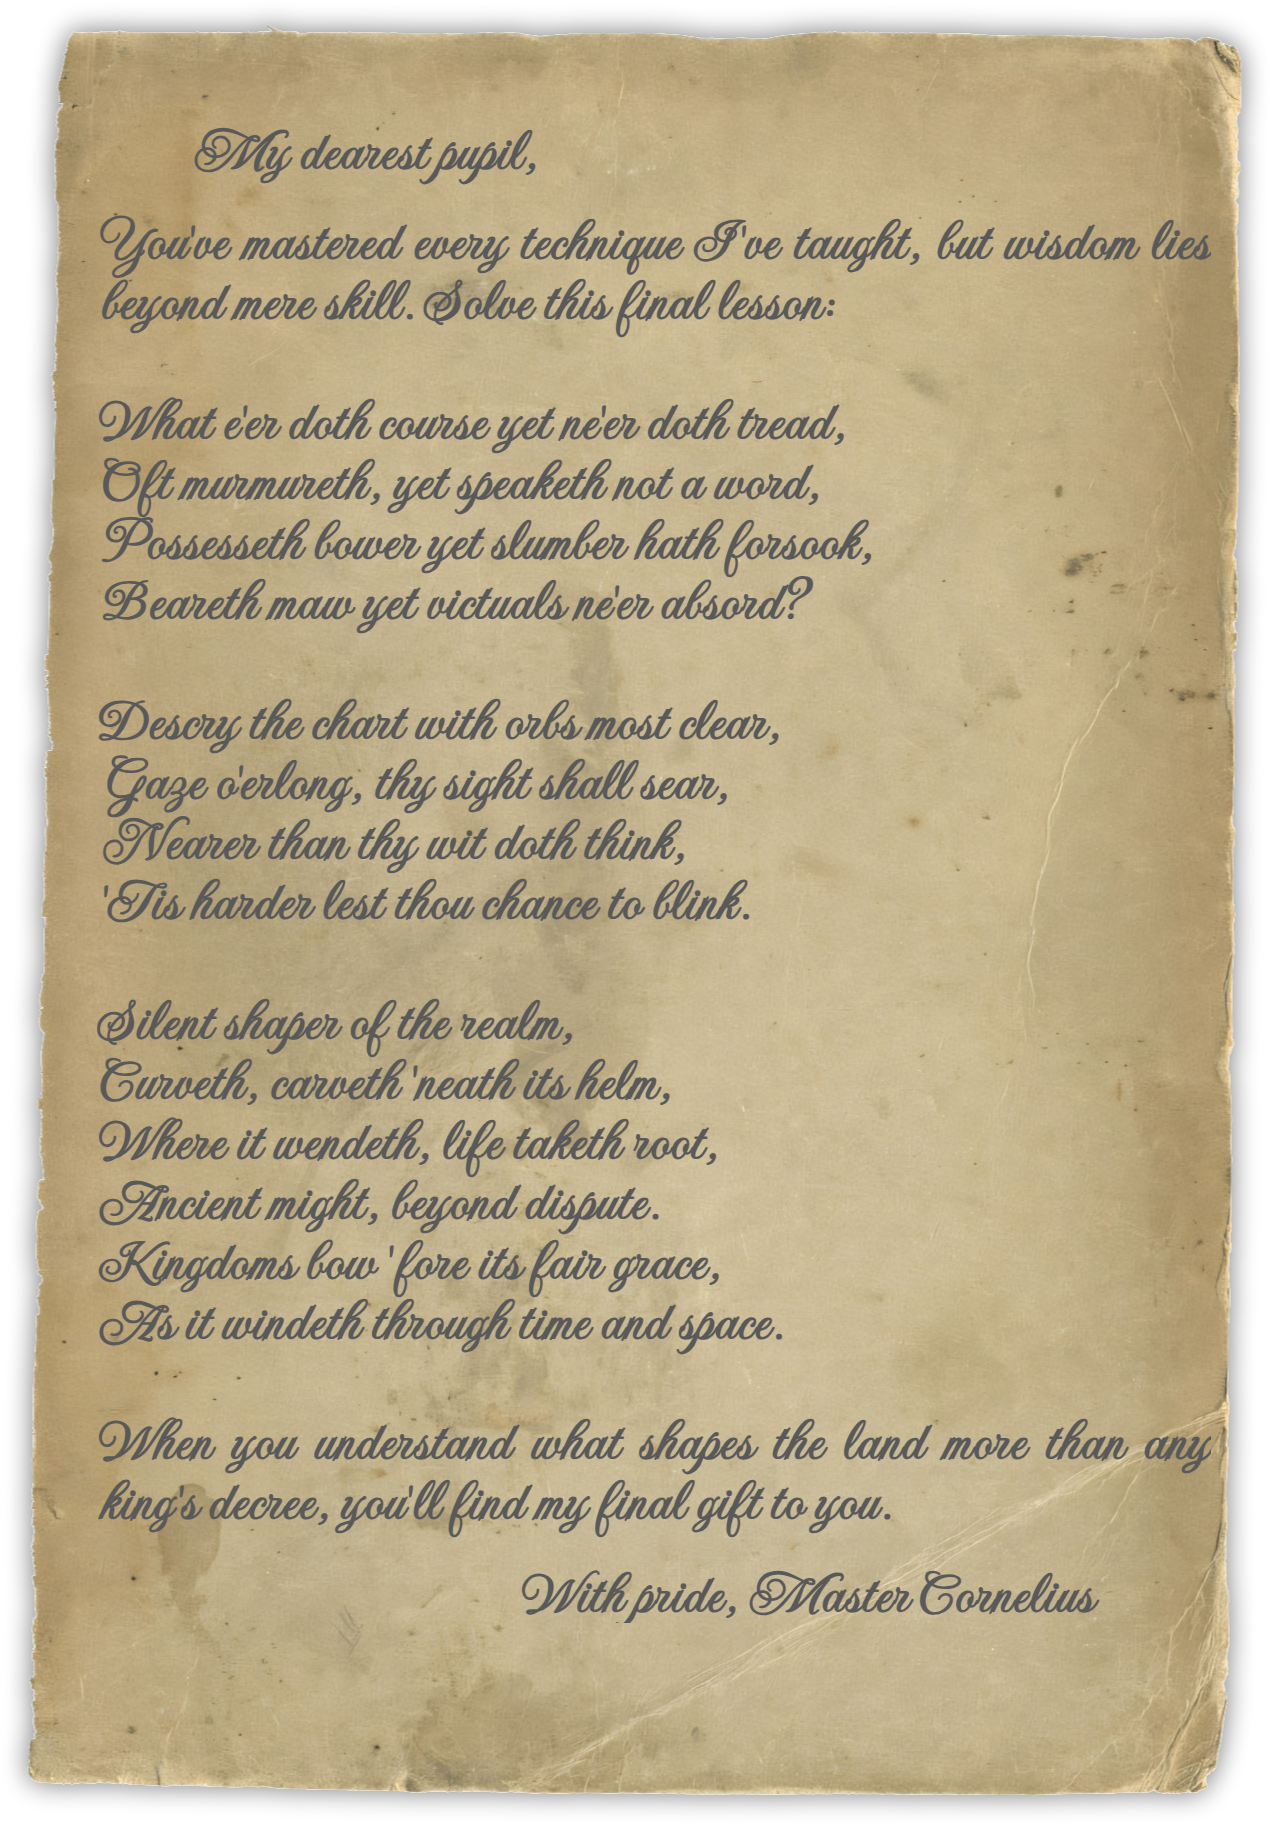 My dearest pupil,
You've mastered every technique I've taught, but wisdom lies
beyond mere skill. Solve this final lesson:
What e'er doth course yet ne'er doth tread,
Oft murmureth, yet speaketh not a word,
Possesseth bower yet slumber hath forsook,
Beareth maw yet victuals ne'er absord?
Descry the chart with orbs most clear,
Gaze o'erlong, thy sight shall sear,
Nearer than thy wit doth think,
'Tis harder lest thou chance to blink.
Silent shaper of the realm,
Curveth, carveth 'neath its helm,
Where it wendeth, life taketh root,
Ancient might, beyond dispute.
Kingdoms bow 'fore its fair grace,
As it windeth through time and space.
When you understand what shapes the land more than any
king's decree, you'll find my final gift to you.
With pride, Master Cornelius